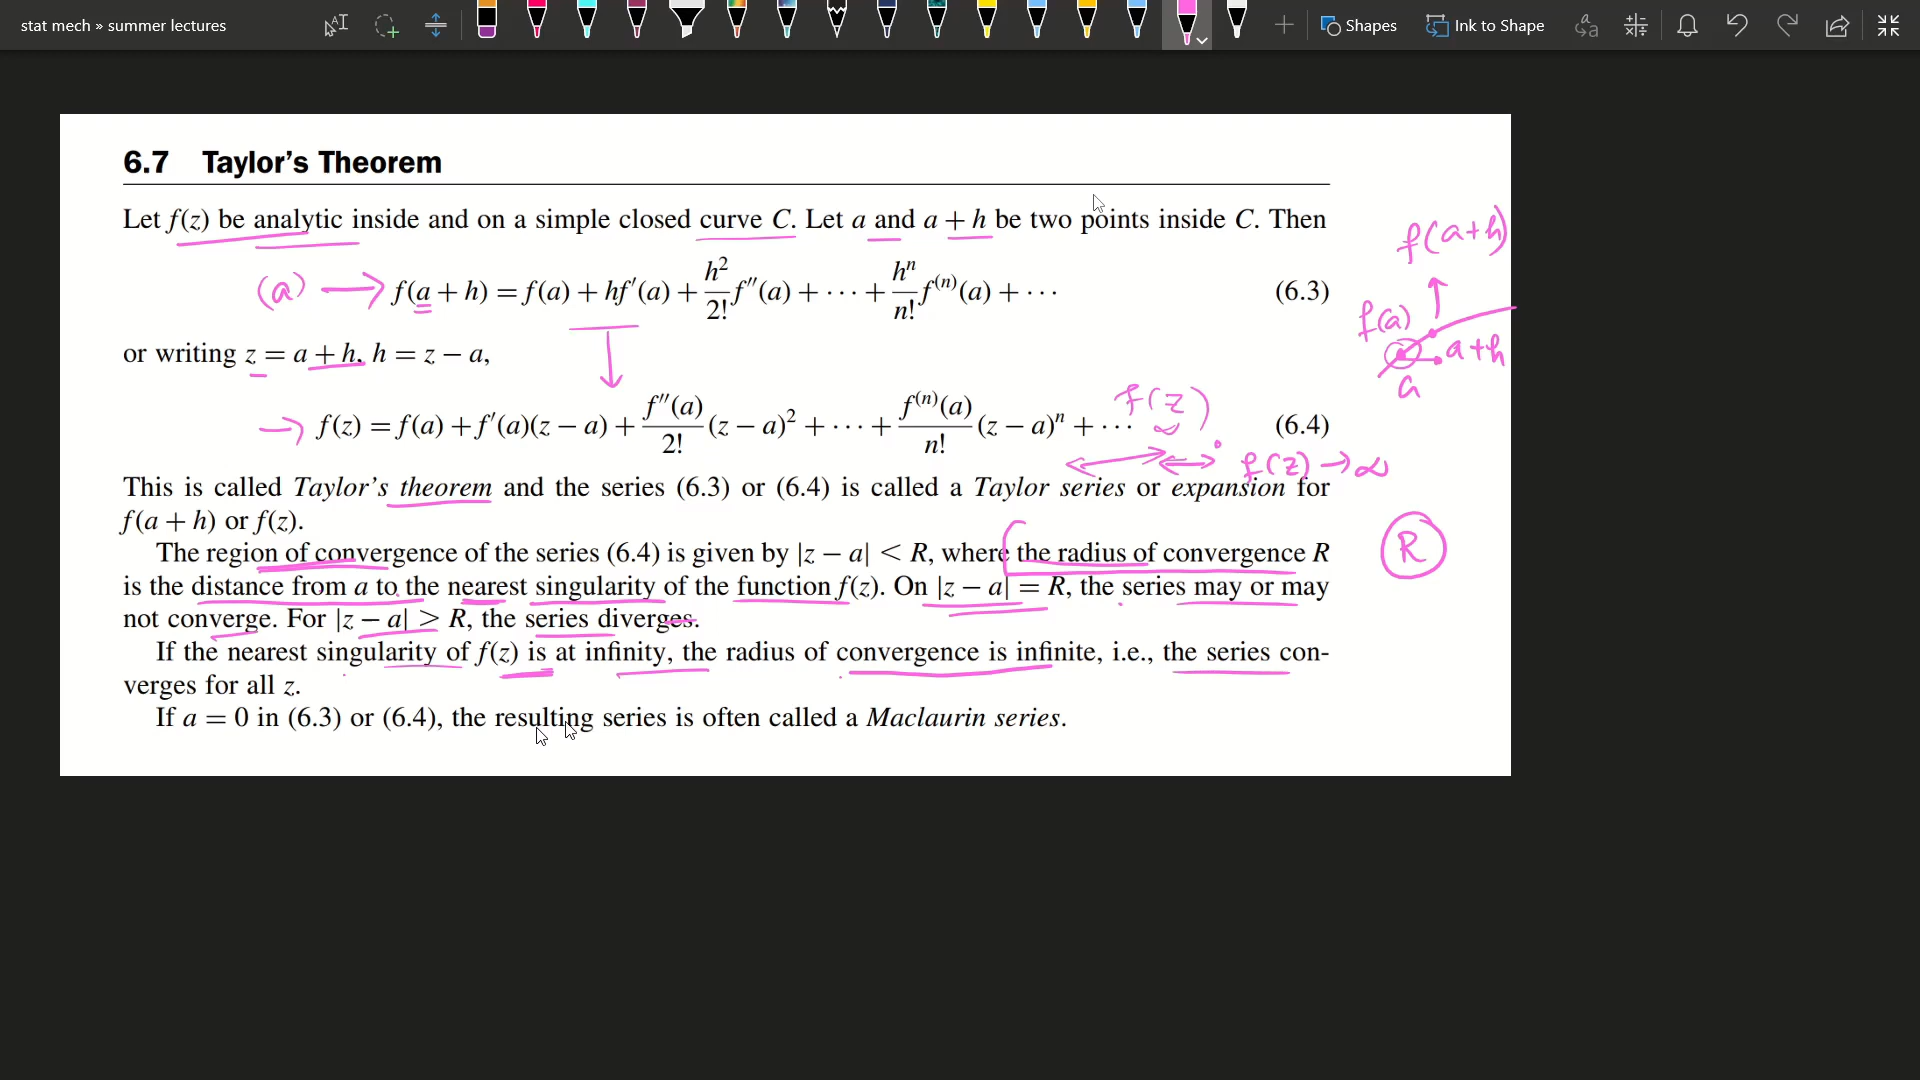 stat mech » summer lectures
Shapes
Ink to Shape
6.7 Taylor's Theorem
Let f(z) be analytic inside and on a simple closed curve C. Let a and a + h be two points inside C. Then
f(a+h)
(a) → f(a + h) = f(a) + hf′(a) + h²/2! f″(a) + ··· + hⁿ/n! f⁽ⁿ⁾(a) + ··· (6.3)
f(a)
or writing z = a + h, h = z − a,
a+h
a
f(z)
→ f(z) = f(a) + f′(a)(z − a) + f″(a)/2! (z − a)² + ··· + f⁽ⁿ⁾(a)/n! (z − a)ⁿ + ··· (6.4)
f(z) → ∞
This is called Taylor's theorem and the series (6.3) or (6.4) is called a Taylor series or expansion for
f(a + h) or f(z).
The region of convergence of the series (6.4) is given by |z − a| < R, where the radius of convergence R
R
is the distance from a to the nearest singularity of the function f(z). On |z − a| = R, the series may or may
not converge. For |z − a| > R, the series diverges.
If the nearest singularity of f(z) is at infinity, the radius of convergence is infinite, i.e., the series con-
verges for all z.
If a = 0 in (6.3) or (6.4), the resulting series is often called a Maclaurin series.